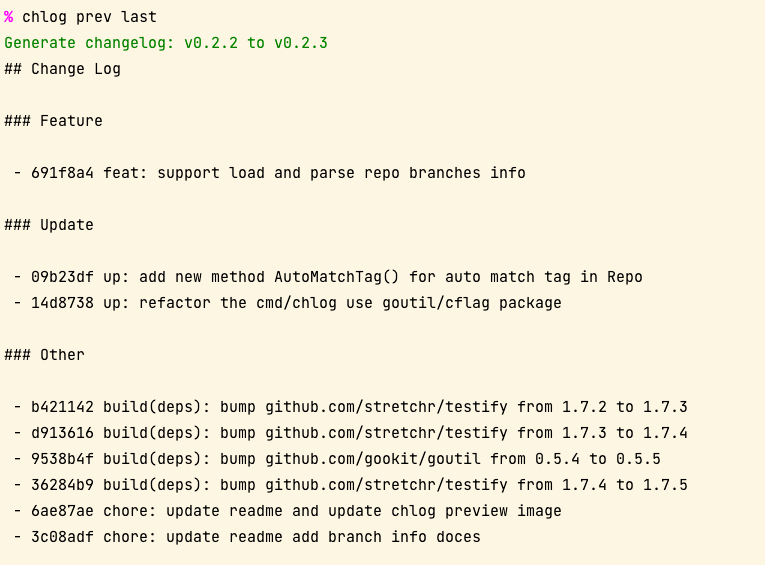 % chlog prev last
Generate changelog: v0.2.2 to v0.2.3
## Change Log
### Feature
- 691f8a4 feat: support load and parse repo branches info
### Update
- 09b23df up: add new method AutoMatchTag() for auto match tag in Repo
- 14d8738 up: refactor the cmd/chlog use goutil/cflag package
### Other
- b421142 build(deps): bump github.com/stretchr/testify from 1.7.2 to 1.7.3
- d913616 build(deps): bump github.com/stretchr/testify from 1.7.3 to 1.7.4
- 9538b4f build(deps): bump github.com/gookit/goutil from 0.5.4 to 0.5.5
- 36284b9 build(deps): bump github.com/stretchr/testify from 1.7.4 to 1.7.5
- 6ae87ae chore: update readme and update chlog preview image
- 3c08adf chore: update readme add branch info doces